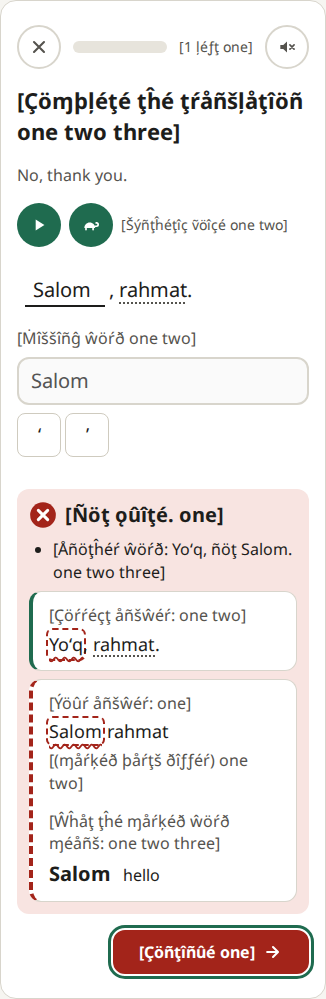 [1 ļéƒţ one]
[Çöɱþļéţé ţĥé ţŕåñšļåţîöñ
one two three]
No, thank you.
[Šýñţĥéţîç ṽöîçé one two]
Salom , rahmat.
[Ṁîššîñĝ ŵöŕð one two]
Salom
ʻ ʼ
[Ñöţ ǫûîţé. one]
• [Åñöţĥéŕ ŵöŕð: Yoʻq, ñöţ Salom.
one two three]
[Çöŕŕéçţ åñšŵéŕ: one two]
Yoʻq, rahmat.
[Ýöûŕ åñšŵéŕ: one]
Salom rahmat
[(ɱåŕķéð þåŕţš ðîƒƒéŕ) one
two]
[Ŵĥåţ ţĥé ɱåŕķéð ŵöŕð
ɱéåñš: one two three]
Salom hello
[Çöñţîñûé one] →